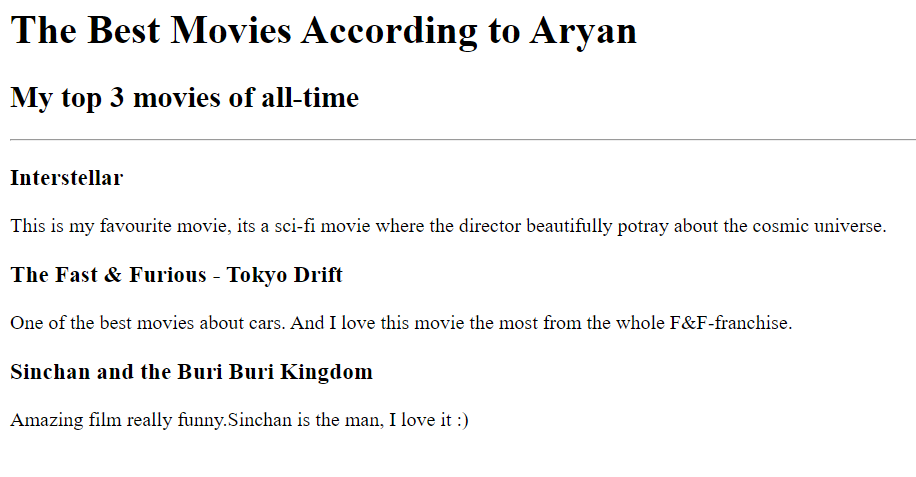 The Best Movies According to Aryan
My top 3 movies of all-time
Interstellar
This is my favourite movie, its a sci-fi movie where the director beautifully potray about the cosmic universe.
The Fast & Furious - Tokyo Drift
One of the best movies about cars. And I love this movie the most from the whole F&F-franchise.
Sinchan and the Buri Buri Kingdom
Amazing film really funny.Sinchan is the man, I love it :)